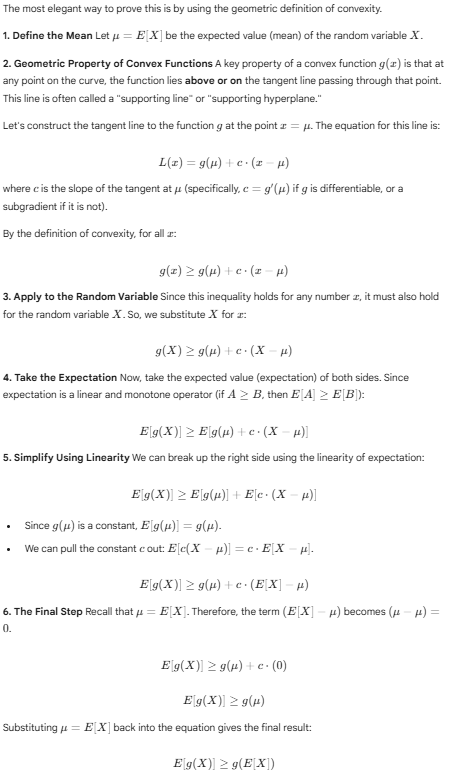 The most elegant way to prove this is by using the geometric definition of convexity.
1. Define the Mean Let μ = E[X] be the expected value (mean) of the random variable X.
2. Geometric Property of Convex Functions A key property of a convex function g(x) is that at
any point on the curve, the function lies above or on the tangent line passing through that point.
This line is often called a "supporting line" or "supporting hyperplane."
Let's construct the tangent line to the function g at the point x = μ. The equation for this line is:
L(x) = g(μ) + c · (x − μ)
where c is the slope of the tangent at μ (specifically, c = g′(μ) if g is differentiable, or a
subgradient if it is not).
By the definition of convexity, for all x:
g(x) ≥ g(μ) + c · (x − μ)
3. Apply to the Random Variable Since this inequality holds for any number x, it must also hold
for the random variable X. So, we substitute X for x:
g(X) ≥ g(μ) + c · (X − μ)
4. Take the Expectation Now, take the expected value (expectation) of both sides. Since
expectation is a linear and monotone operator (if A ≥ B, then E[A] ≥ E[B]):
E[g(X)] ≥ E[g(μ) + c · (X − μ)]
5. Simplify Using Linearity We can break up the right side using the linearity of expectation:
E[g(X)] ≥ E[g(μ)] + E[c · (X − μ)]
• Since g(μ) is a constant, E[g(μ)] = g(μ).
• We can pull the constant c out: E[c(X − μ)] = c · E[X − μ].
E[g(X)] ≥ g(μ) + c · (E[X] − μ)
6. The Final Step Recall that μ = E[X]. Therefore, the term (E[X] − μ) becomes (μ − μ) =
0.
E[g(X)] ≥ g(μ) + c · (0)
E[g(X)] ≥ g(μ)
Substituting μ = E[X] back into the equation gives the final result:
E[g(X)] ≥ g(E[X])